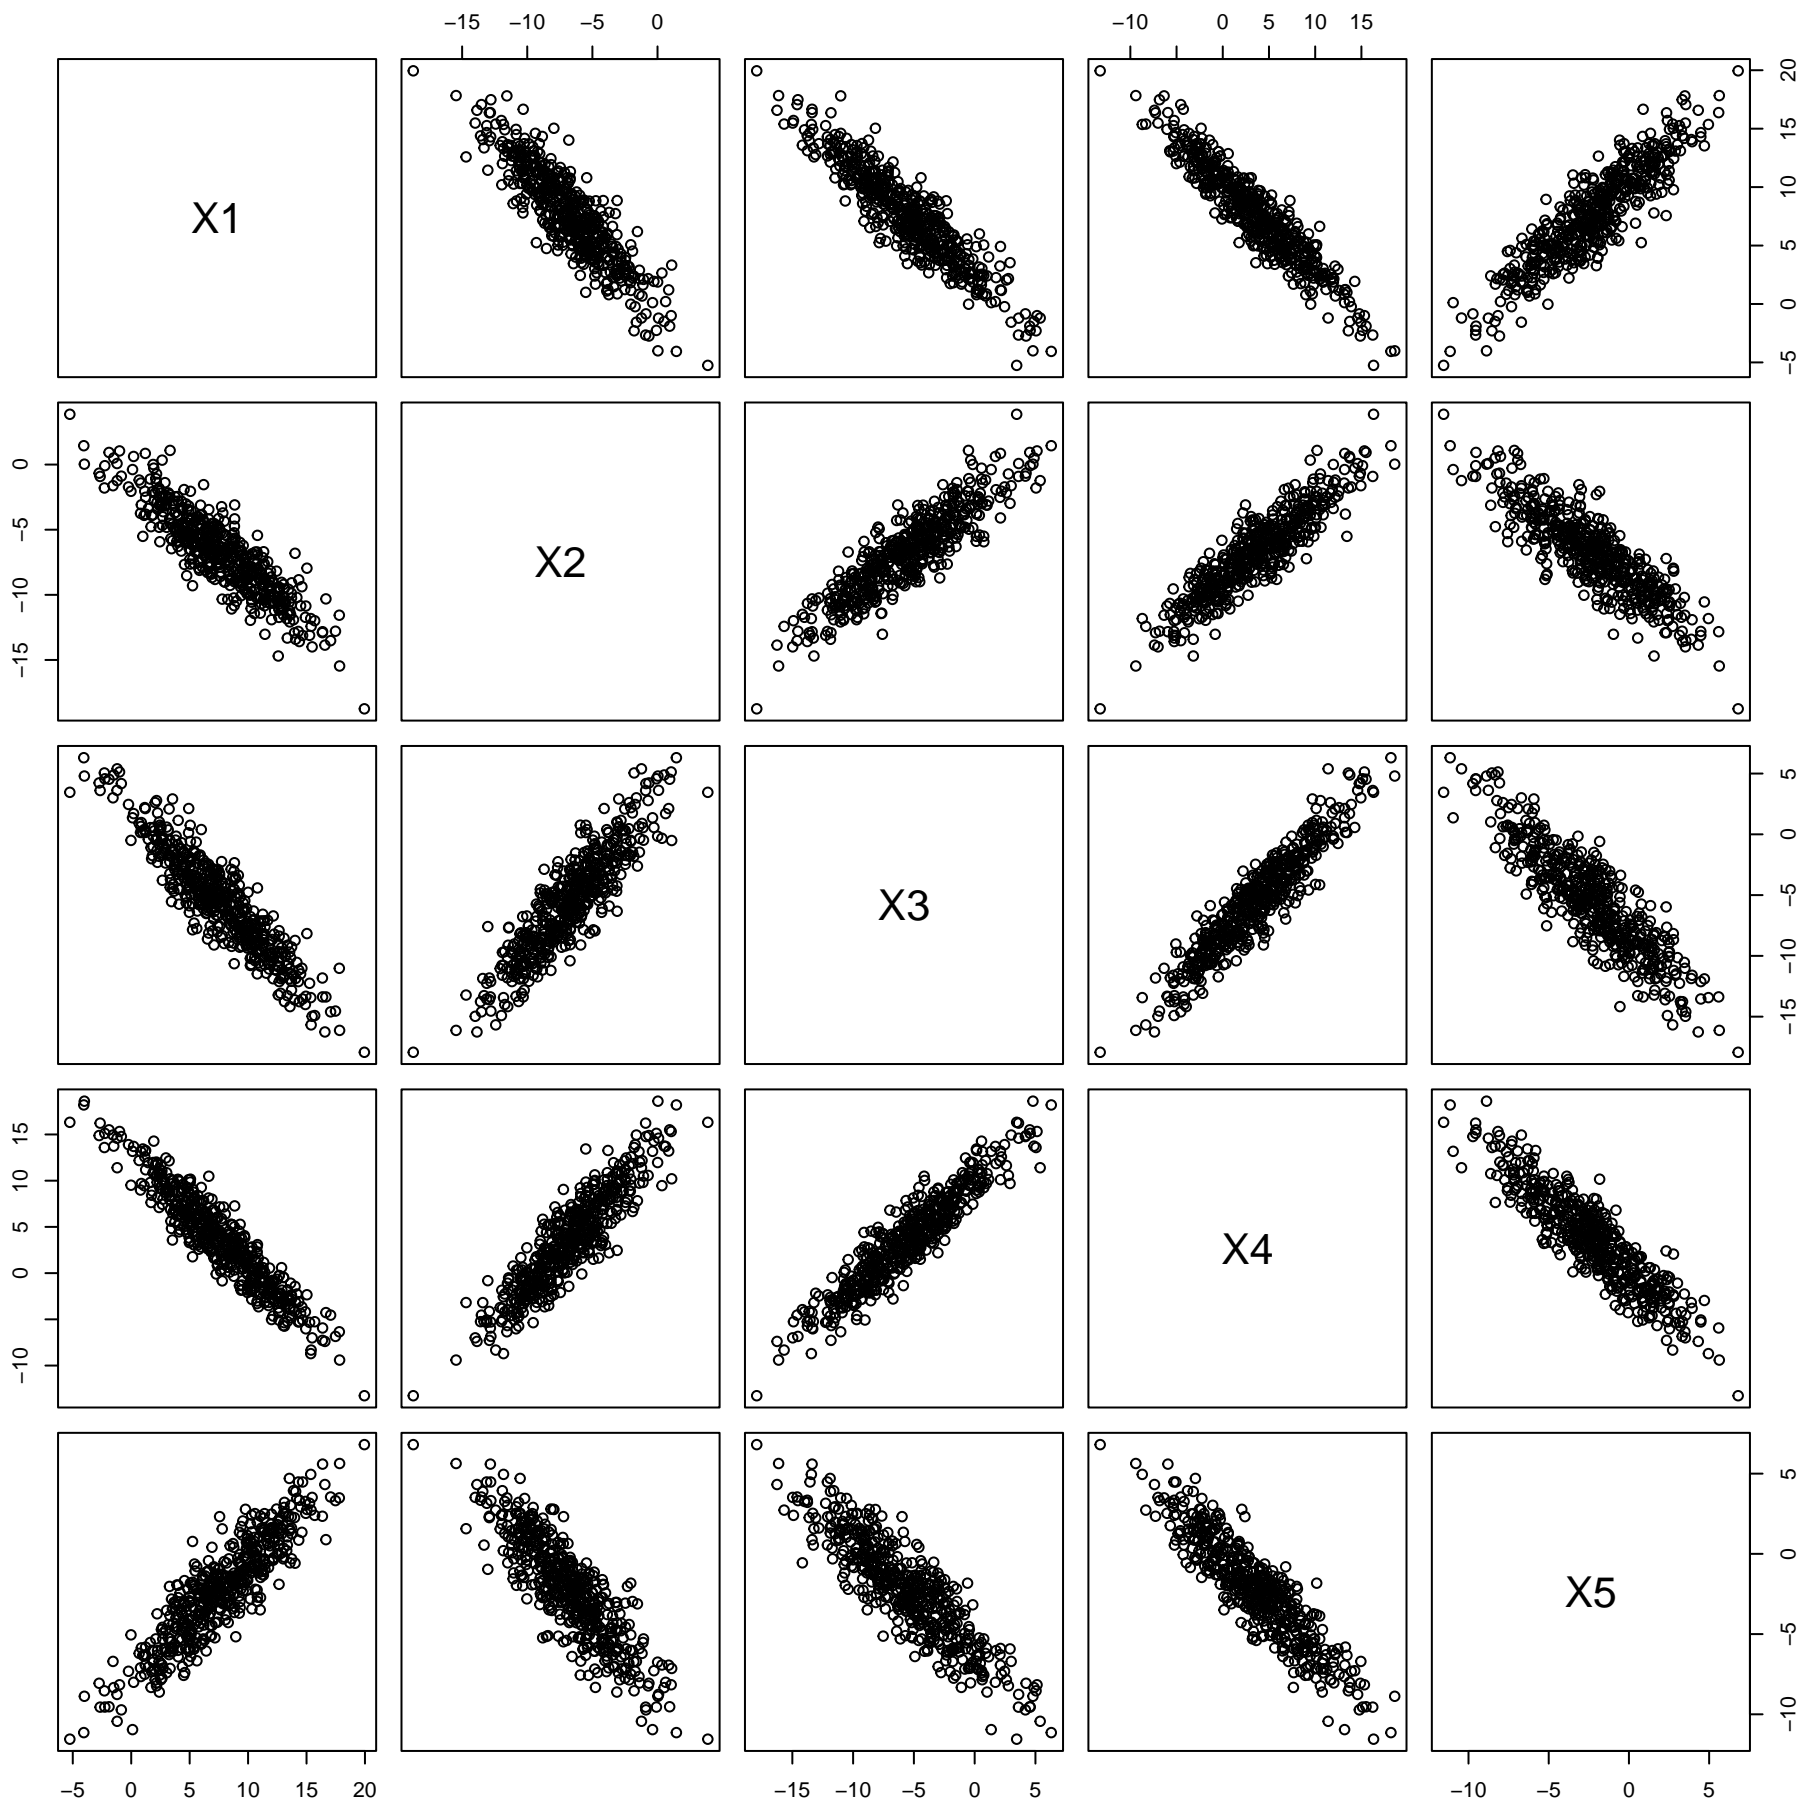 −15 −10 −5 0 −10 0 5 10 15
X1
−5 0 5 10 15 20
−15 −10 −5 0
X2
X3
−15 −10 −5 0 5
−10 0 5 10 15
X4
X5
−10 −5 0 5
−5 0 5 10 15 20 −15 −10 −5 0 5 −10 −5 0 5